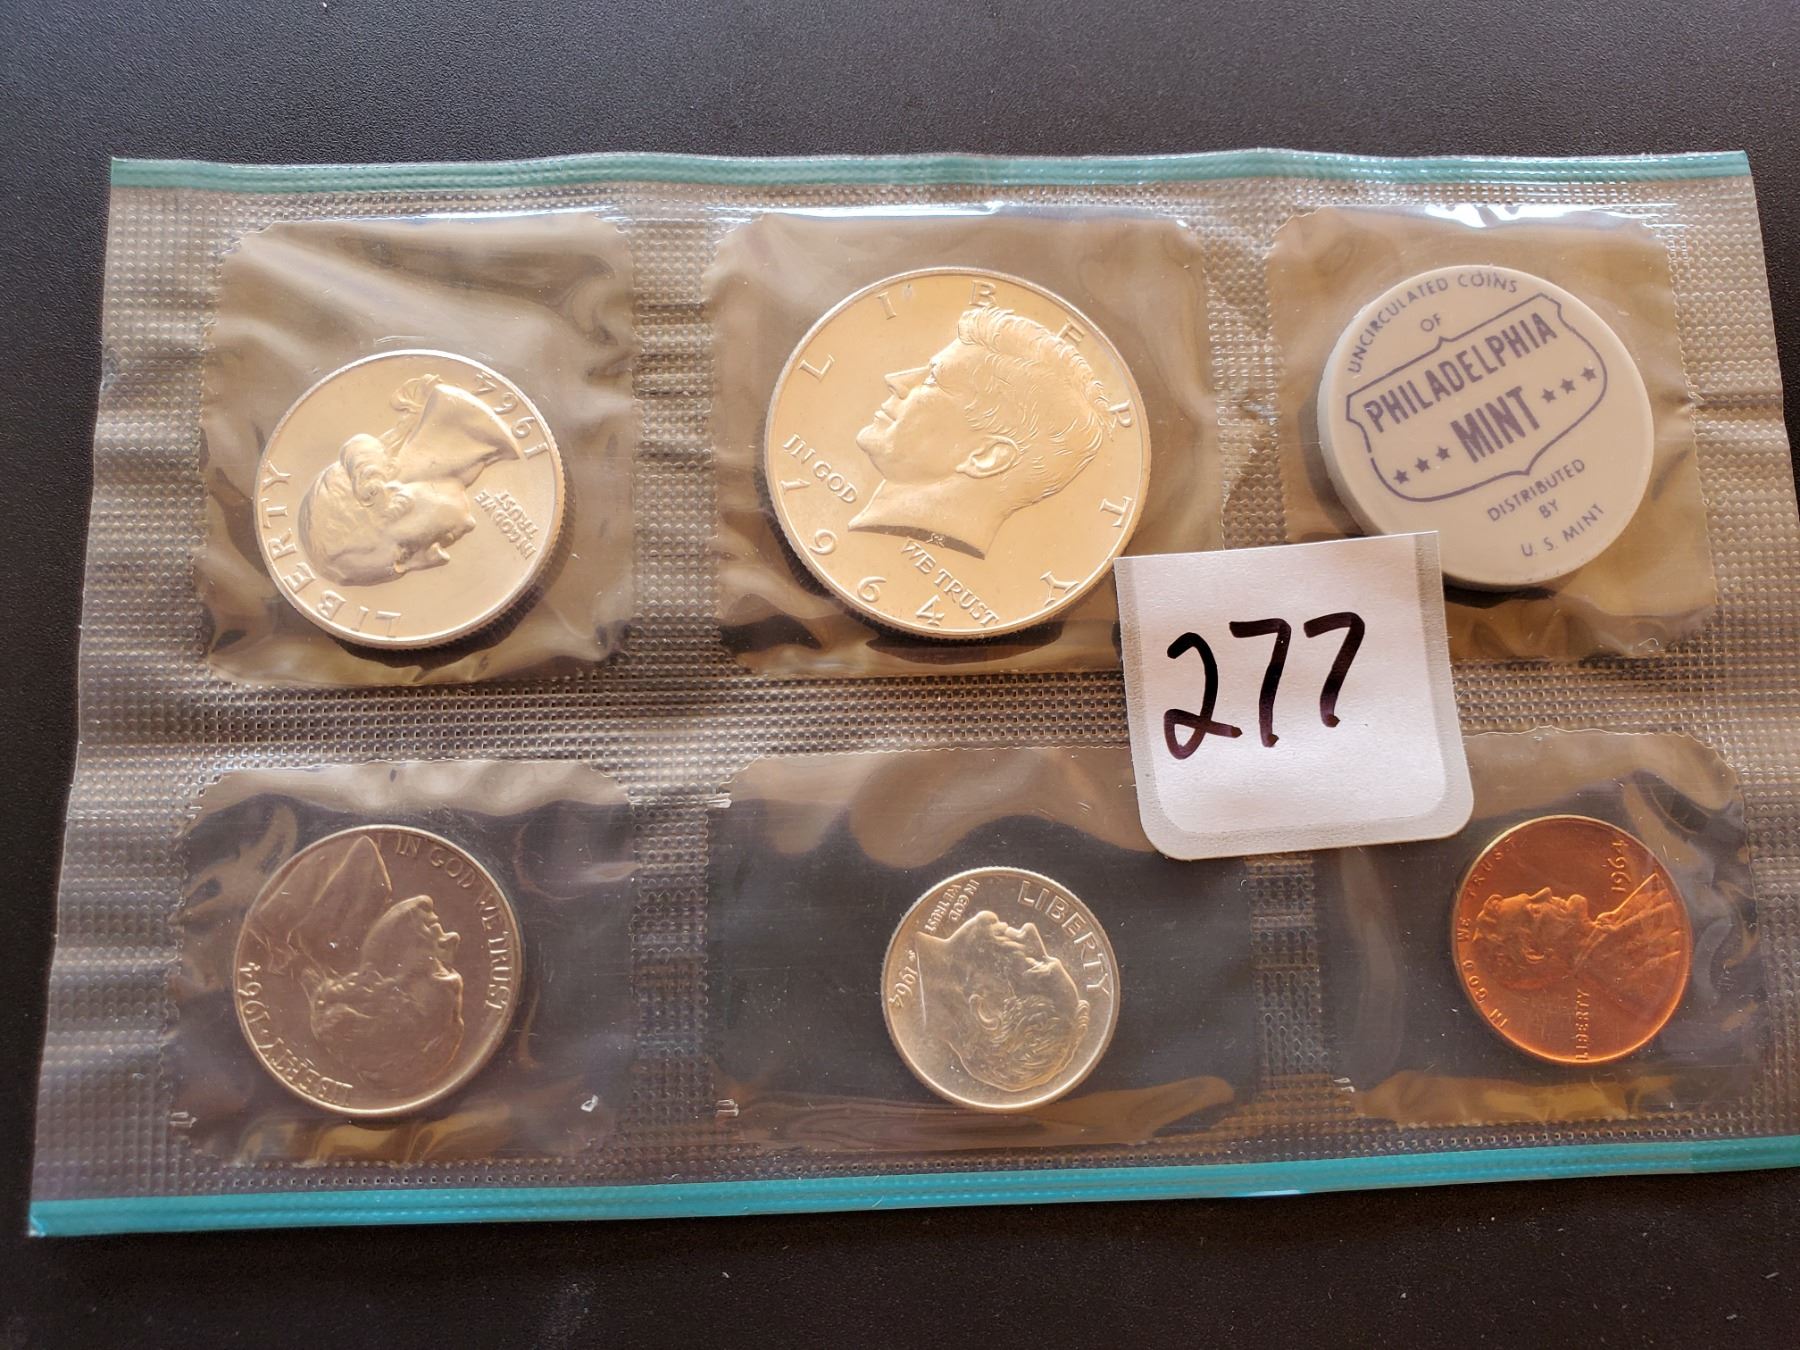 LIBERTY
IN GOD WE
TRUST
1964
LIBERTY
IN GOD
WE TRUST
1964
UNCIRCULATED COINS
OF
PHILADELPHIA
MINT
DISTRIBUTED
BY
U. S. MINT
277
IN GOD WE TRUST
LIBERTY · 1964
LIBERTY
IN GOD
WE TRUST
1964
IN GOD WE TRUST
LIBERTY
1964